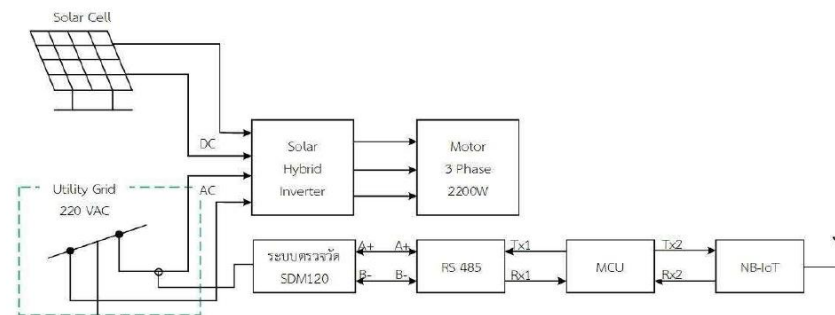 Solar Cell
DC
Solar
Hybrid
Inverter
Motor
3 Phase
2200W
Utility Grid
220 VAC
AC
ระบบตรวจวัด
SDM120
A+
A+
B-
B-
RS 485
Tx1
Rx1
MCU
Tx2
Rx2
NB-IoT